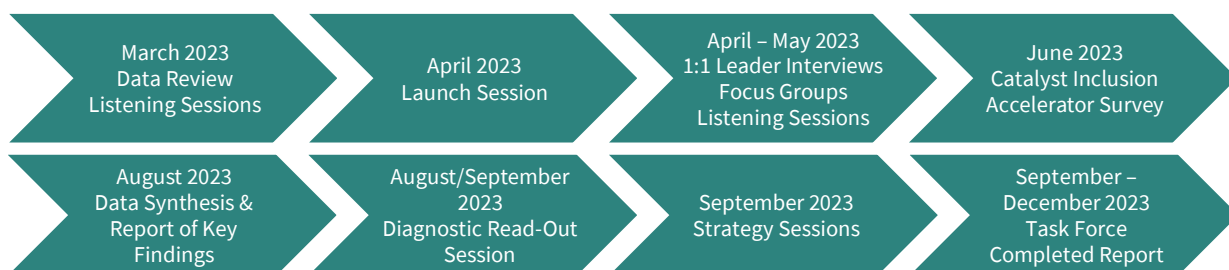 March 2023
Data Review
Listening Sessions
April 2023
Launch Session
April – May 2023
1:1 Leader Interviews
Focus Groups
Listening Sessions
June 2023
Catalyst Inclusion
Accelerator Survey
August 2023
Data Synthesis &
Report of Key
Findings
August/September
2023
Diagnostic Read-Out
Session
September 2023
Strategy Sessions
September –
December 2023
Task Force
Completed Report